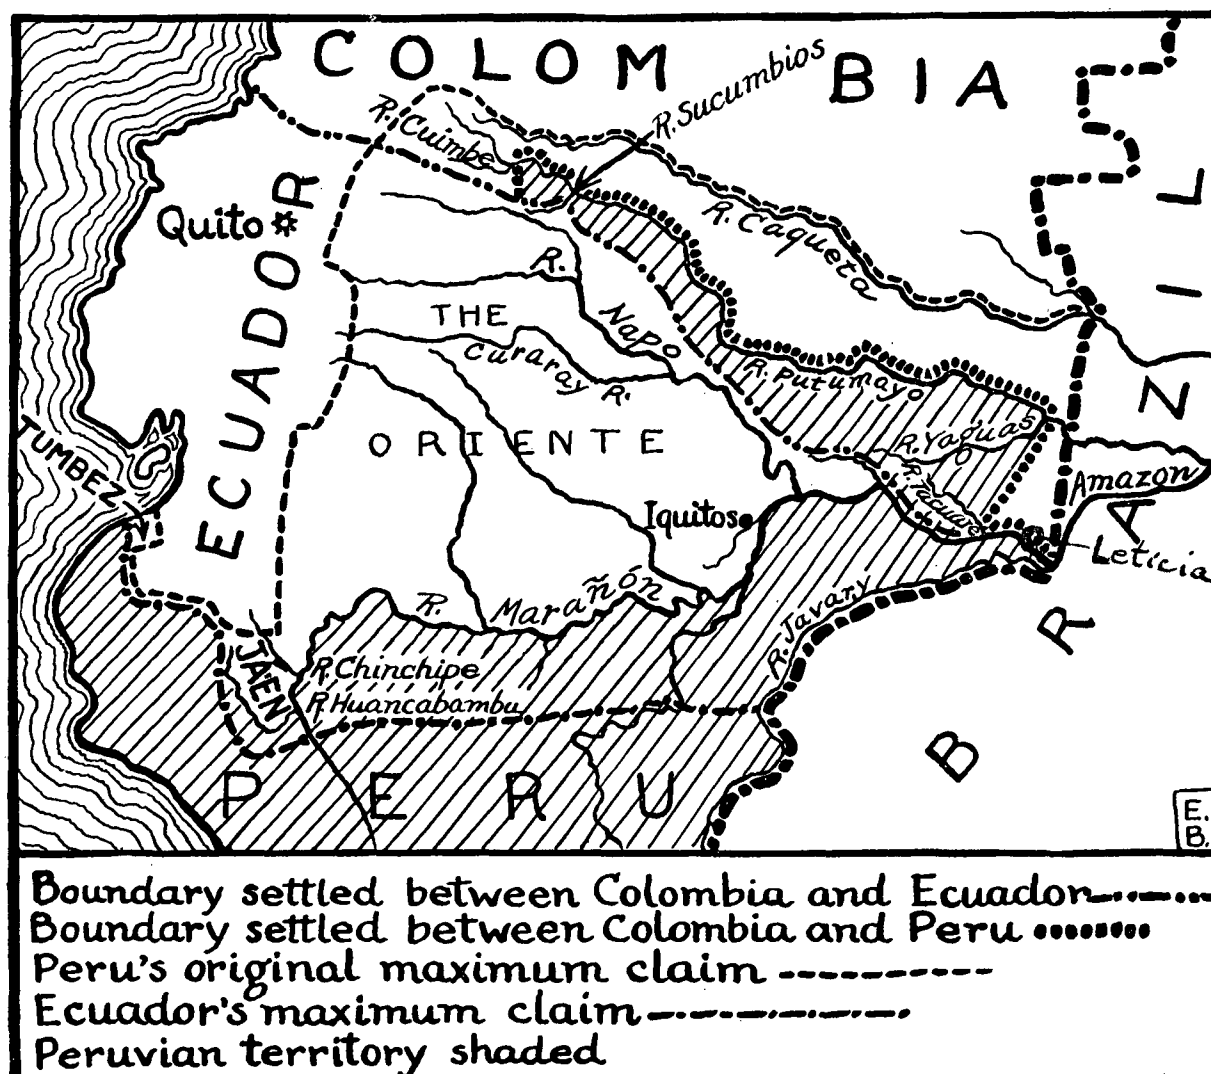 COLOMBIA
R. Sucumbios
R. Cuimbe
Quito
ECUADOR
R. Caqueta
BRAZIL
R. Napo
THE
ORIENTE
Curaray R.
R. Putumayo
R. Yaguas
TUMBEZ
Iquitos
Amazon
Leticia
R. Marañón
R. Javary
JAEN
R. Chinchipe
R. Huancabambu
PERU
E.
B.
Boundary settled between Colombia and Ecuador
Boundary settled between Colombia and Peru
Peru's original maximum claim
Ecuador's maximum claim
Peruvian territory shaded